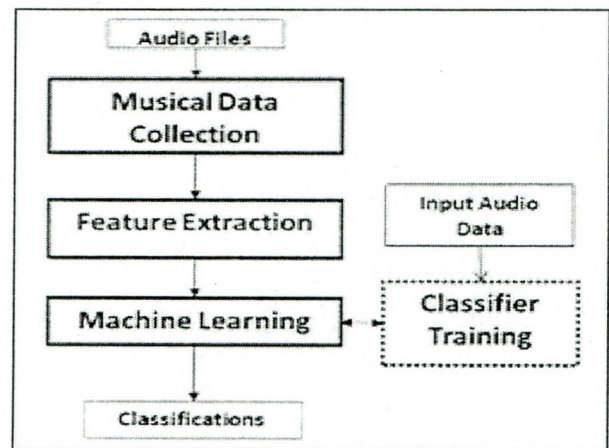 Audio Files
Musical Data
Collection
Feature Extraction
Input Audio
Data
Machine Learning
Classifier
Training
Classifications